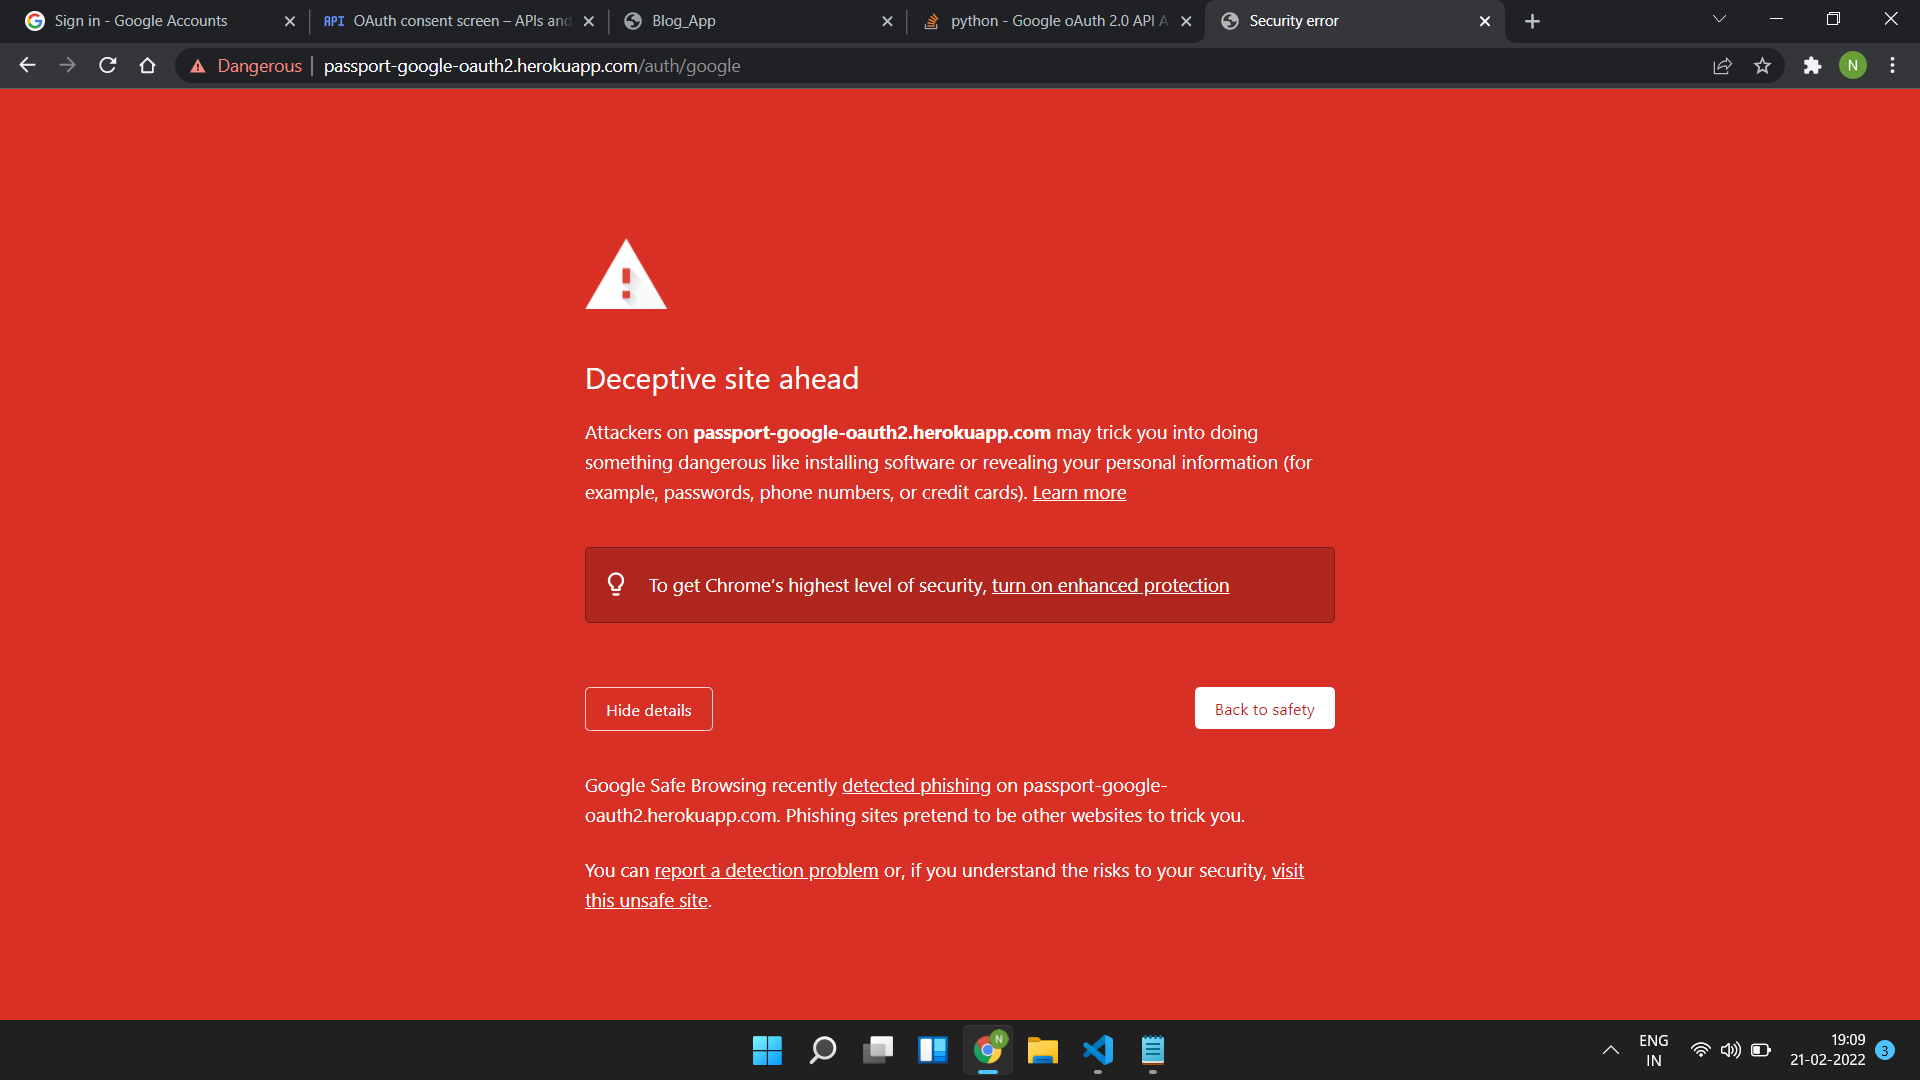 Sign in - Google Accounts
API OAuth consent screen – APIs and
Blog_App
python - Google oAuth 2.0 API A
Security error
Dangerous | passport-google-oauth2.herokuapp.com/auth/google
N
Deceptive site ahead
Attackers on passport-google-oauth2.herokuapp.com may trick you into doing
something dangerous like installing software or revealing your personal information (for
example, passwords, phone numbers, or credit cards). Learn more
To get Chrome's highest level of security, turn on enhanced protection
Hide details
Back to safety
Google Safe Browsing recently detected phishing on passport-google-
oauth2.herokuapp.com. Phishing sites pretend to be other websites to trick you.
You can report a detection problem or, if you understand the risks to your security, visit
this unsafe site.
N
ENG
IN
19:09
21-02-2022
3